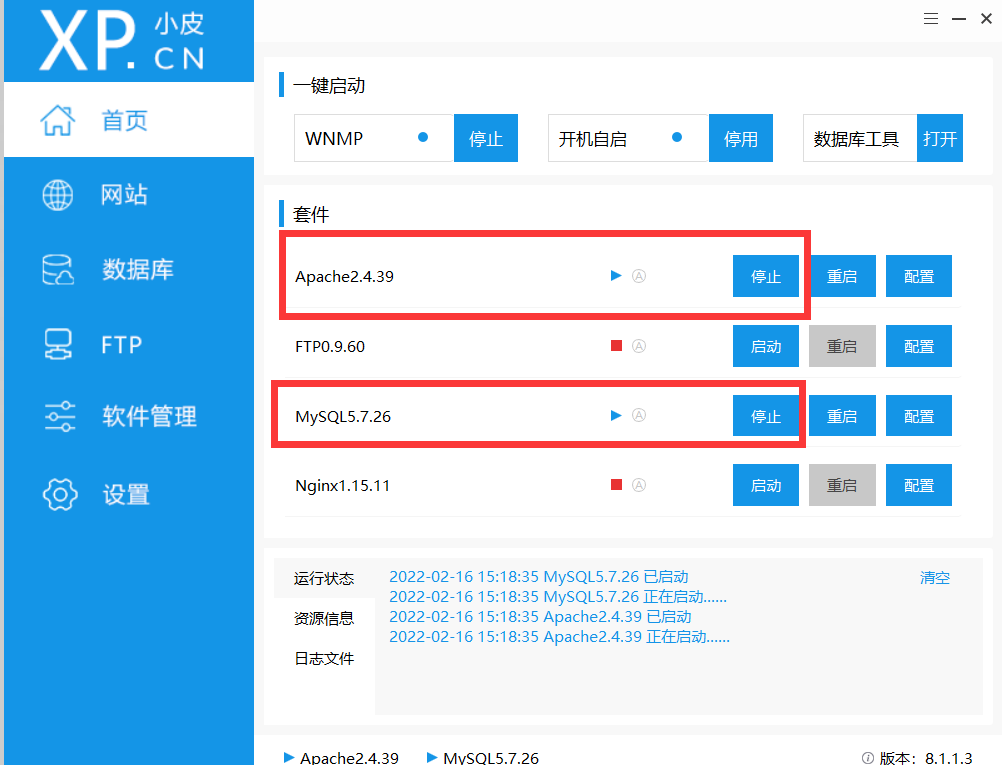 XP.小皮
CN
首页
网站
数据库
FTP
软件管理
设置
一键启动
WNMP 停止 开机自启 停用 数据库工具 打开
套件
Apache2.4.39 A 停止 重启 配置
FTP0.9.60 A 启动 重启 配置
MySQL5.7.26 A 停止 重启 配置
Nginx1.15.11 A 启动 重启 配置
运行状态
资源信息
日志文件
2022-02-16 15:18:35 MySQL5.7.26 已启动 清空
2022-02-16 15:18:35 MySQL5.7.26 正在启动......
2022-02-16 15:18:35 Apache2.4.39 已启动
2022-02-16 15:18:35 Apache2.4.39 正在启动......
Apache2.4.39 MySQL5.7.26 版本：8.1.1.3